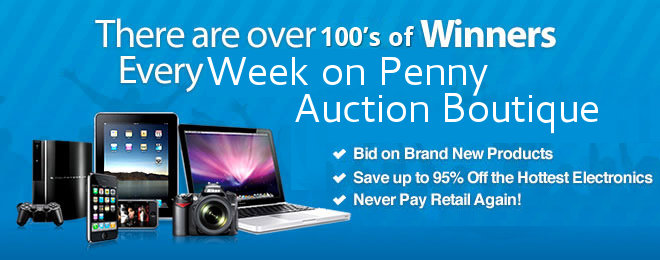 There are over 100's of Winners
Every Week on Penny
Auction Boutique
Bid on Brand New Products
Save up to 95% Off the Hottest Electronics
Never Pay Retail Again!